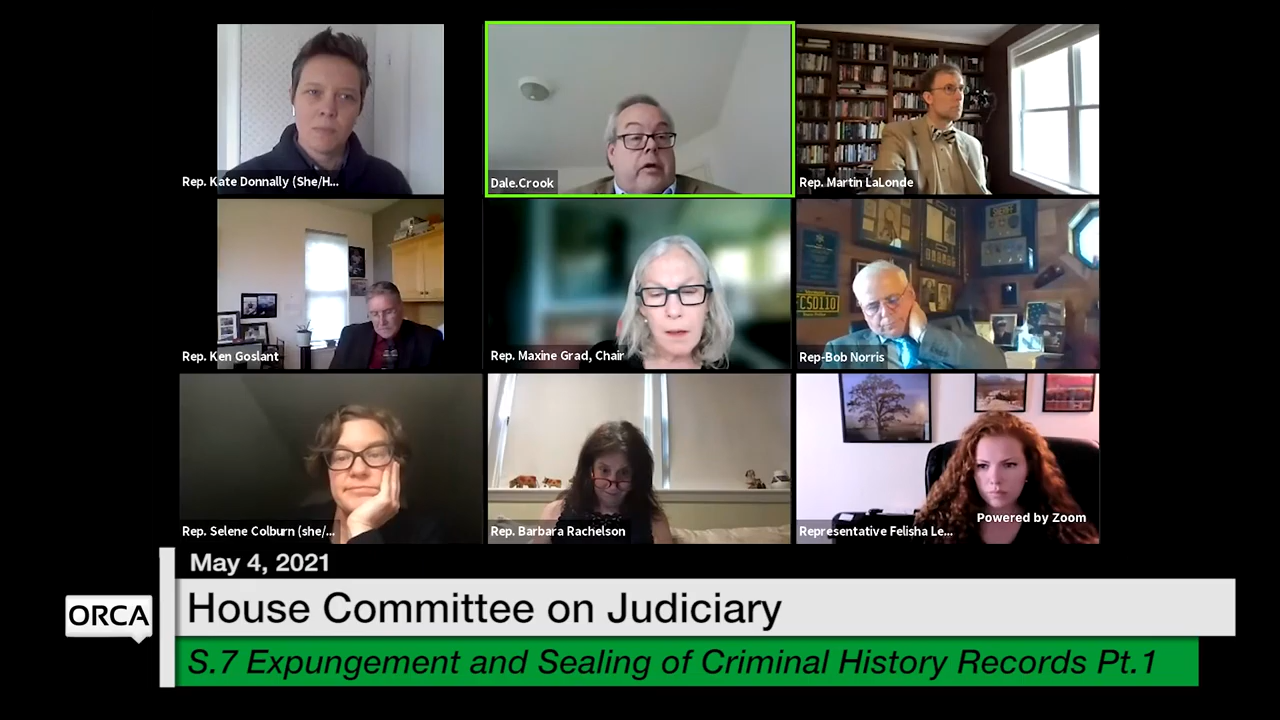 Rep. Kate Donnally (She/H...
Dale.Crook
Rep. Martin LaLonde
Rep. Ken Goslant
Rep. Maxine Grad, Chair
CSD110
Rep-Bob Norris
Rep. Selene Colburn (she/...
Rep. Barbara Rachelson
Powered by Zoom
Representative Felisha Le...
May 4, 2021
ORCA
House Committee on Judiciary
S.7 Expungement and Sealing of Criminal History Records Pt.1